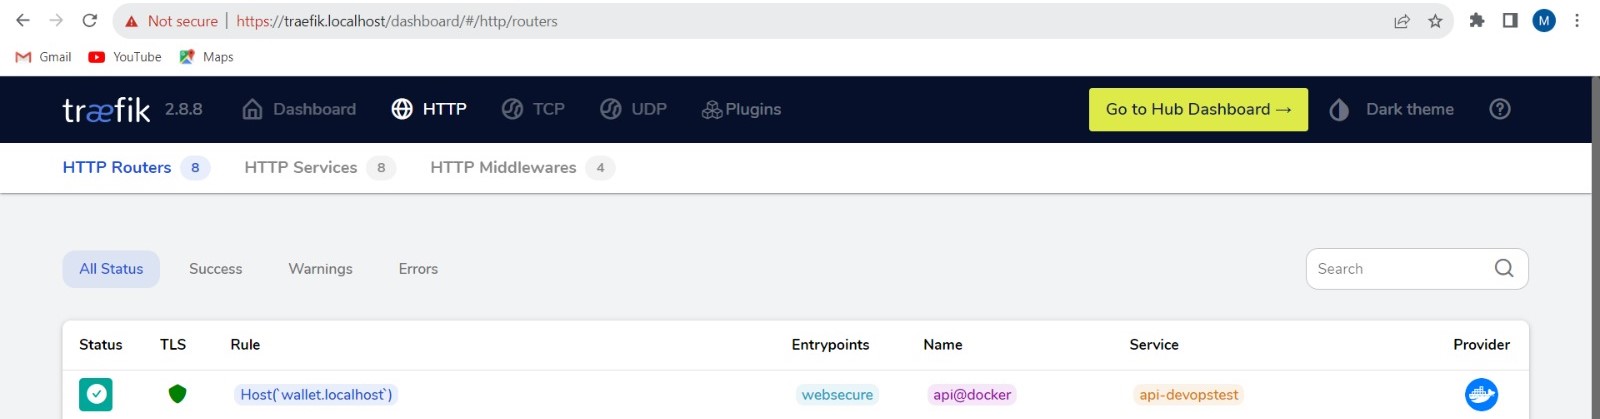 Not secure | https://traefik.localhost/dashboard/#/http/routers M
Gmail YouTube Maps
træfik 2.8.8 Dashboard HTTP TCP UDP Plugins Go to Hub Dashboard → Dark theme ?
HTTP Routers 8 HTTP Services 8 HTTP Middlewares 4
All Status Success Warnings Errors Search
Status TLS Rule Entrypoints Name Service Provider
Host(`wallet.localhost`) websecure api@docker api-devopstest